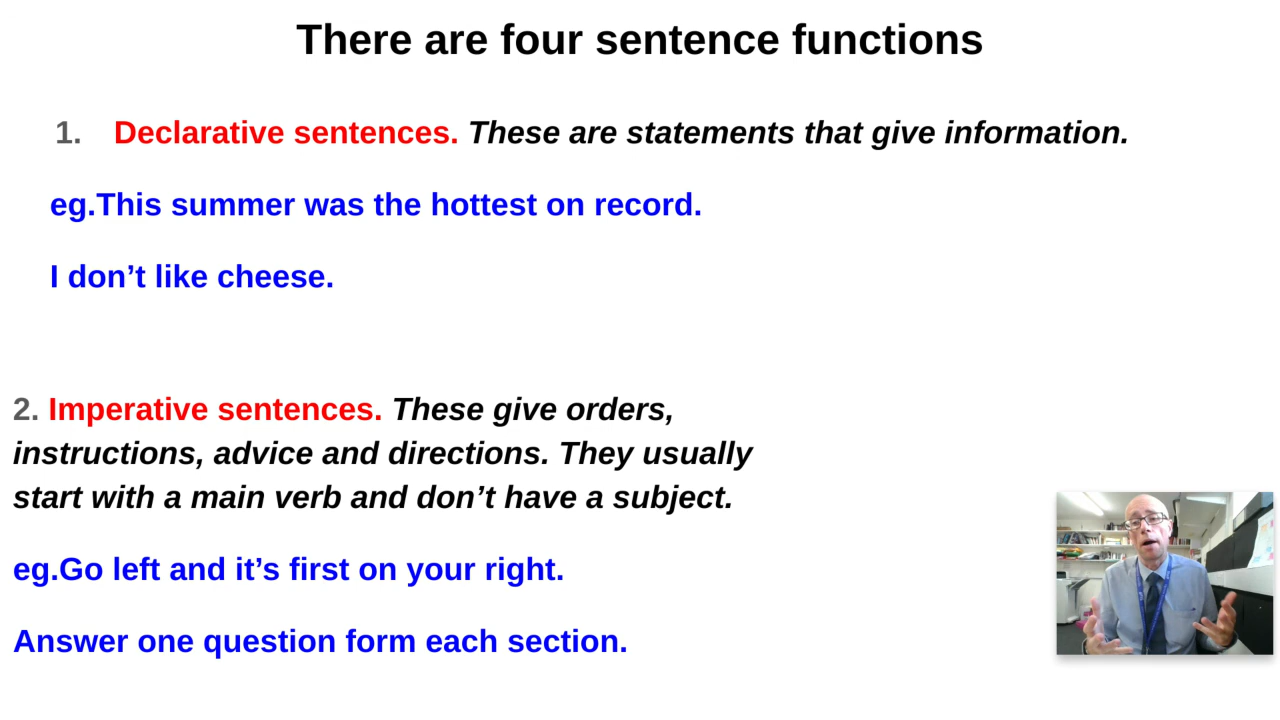 There are four sentence functions
1. Declarative sentences. These are statements that give information.
eg.This summer was the hottest on record.
I don’t like cheese.
2. Imperative sentences. These give orders,
instructions, advice and directions. They usually
start with a main verb and don’t have a subject.
eg.Go left and it’s first on your right.
Answer one question form each section.